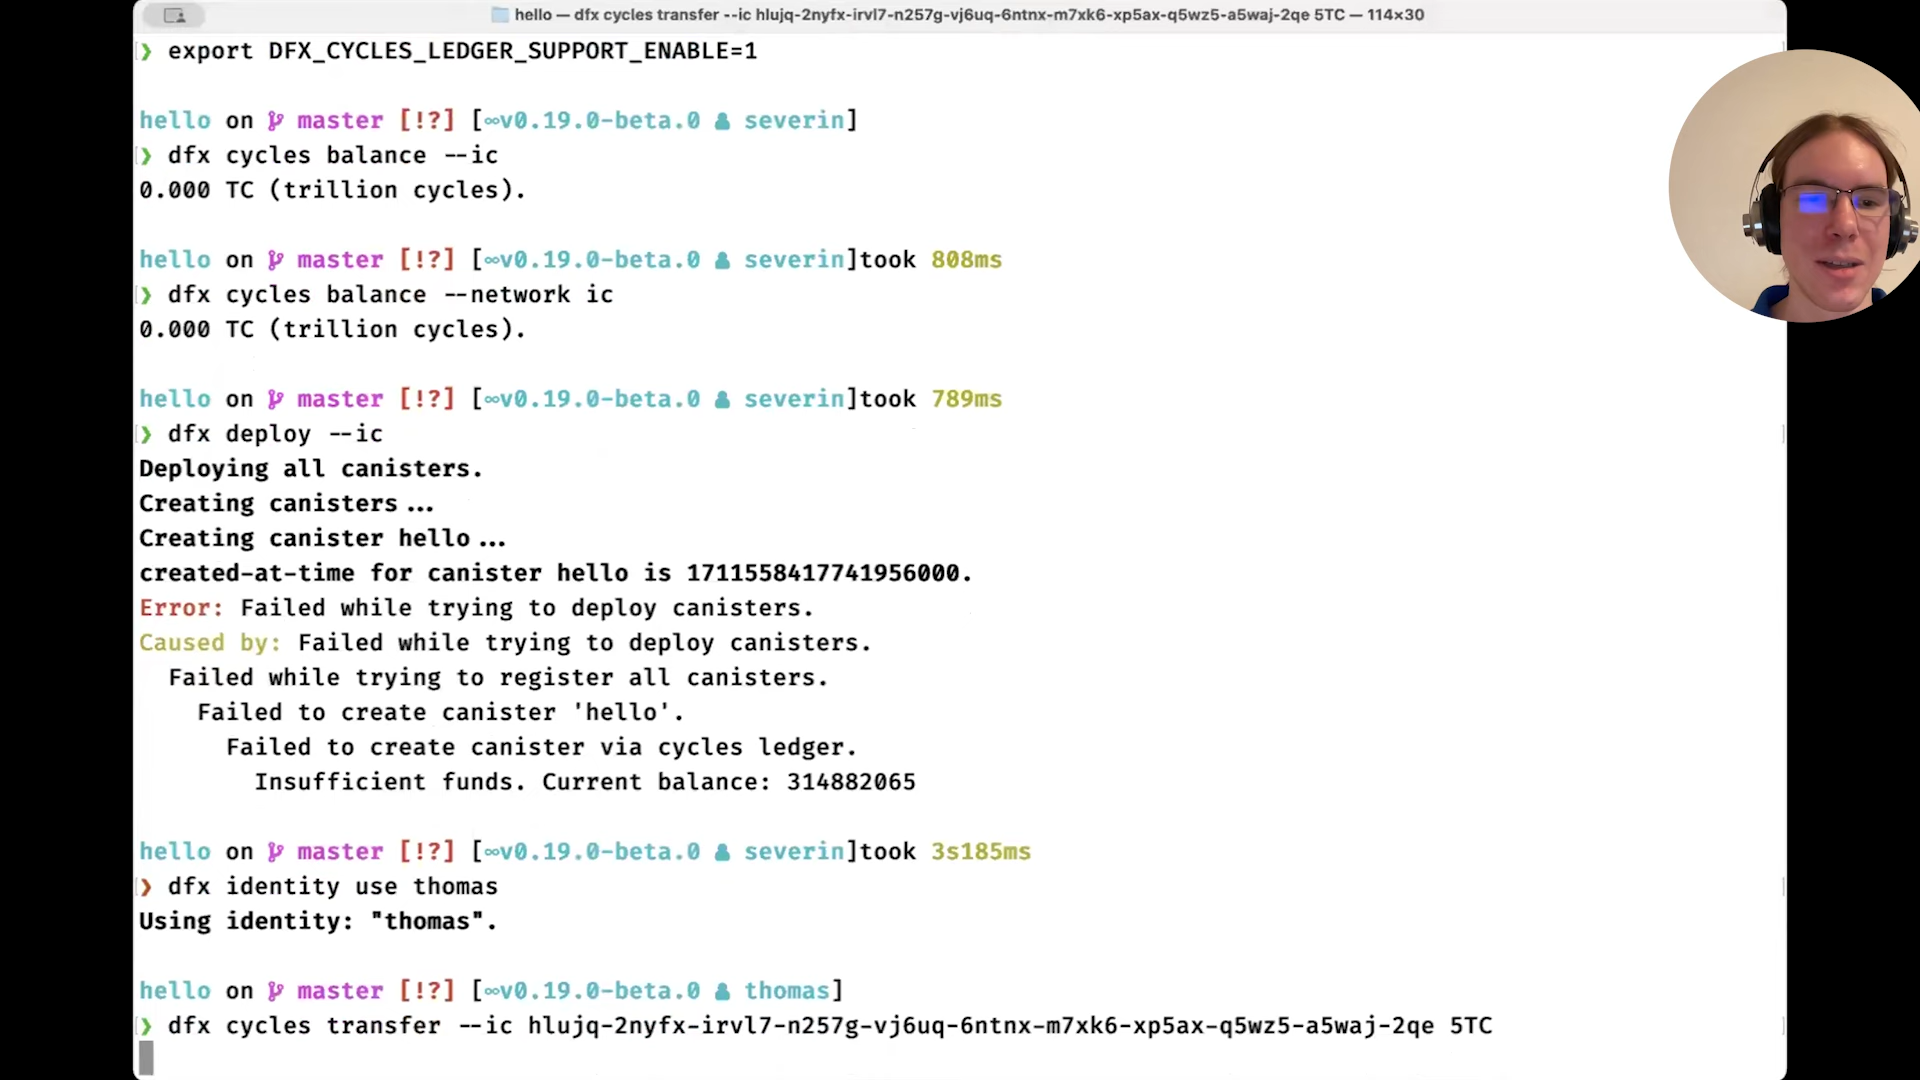 hello — dfx cycles transfer --ic hlujq-2nyfx-irvl7-n257g-vj6uq-6ntnx-m7xk6-xp5ax-q5wz5-a5waj-2qe 5TC — 114×30
❯ export DFX_CYCLES_LEDGER_SUPPORT_ENABLE=1
hello on master [!?] [∞v0.19.0-beta.0 severin]
❯ dfx cycles balance --ic
0.000 TC (trillion cycles).
hello on master [!?] [∞v0.19.0-beta.0 severin]took 808ms
❯ dfx cycles balance --network ic
0.000 TC (trillion cycles).
hello on master [!?] [∞v0.19.0-beta.0 severin]took 789ms
❯ dfx deploy --ic
Deploying all canisters.
Creating canisters...
Creating canister hello...
created-at-time for canister hello is 1711558417741956000.
Error: Failed while trying to deploy canisters.
Caused by: Failed while trying to deploy canisters.
Failed while trying to register all canisters.
Failed to create canister 'hello'.
Failed to create canister via cycles ledger.
Insufficient funds. Current balance: 314882065
hello on master [!?] [∞v0.19.0-beta.0 severin]took 3s185ms
❯ dfx identity use thomas
Using identity: "thomas".
hello on master [!?] [∞v0.19.0-beta.0 thomas]
❯ dfx cycles transfer --ic hlujq-2nyfx-irvl7-n257g-vj6uq-6ntnx-m7xk6-xp5ax-q5wz5-a5waj-2qe 5TC